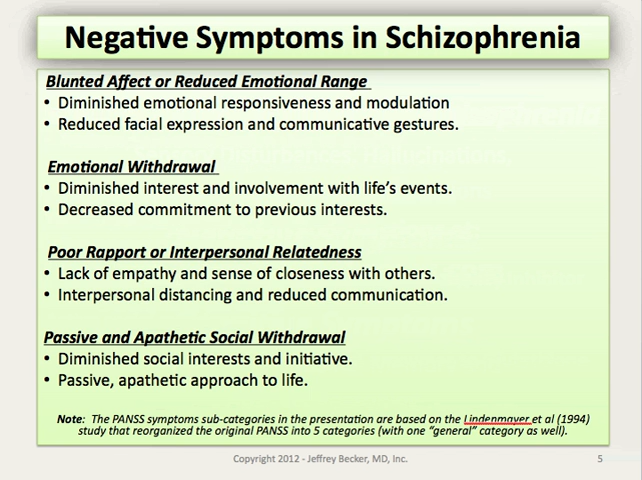 Negative Symptoms in Schizophrenia
Blunted Affect or Reduced Emotional Range
• Diminished emotional responsiveness and modulation
• Reduced facial expression and communicative gestures.
Emotional Withdrawal
• Diminished interest and involvement with life's events.
• Decreased commitment to previous interests.
Poor Rapport or Interpersonal Relatedness
• Lack of empathy and sense of closeness with others.
• Interpersonal distancing and reduced communication.
Passive and Apathetic Social Withdrawal
• Diminished social interests and initiative.
• Passive, apathetic approach to life.
Note: The PANSS symptoms sub-categories in the presentation are based on the Lindenmayer et al (1994)
study that reorganized the original PANSS into 5 categories (with one "general" category as well).
Copyright 2012 - Jeffrey Becker, MD, Inc.
5